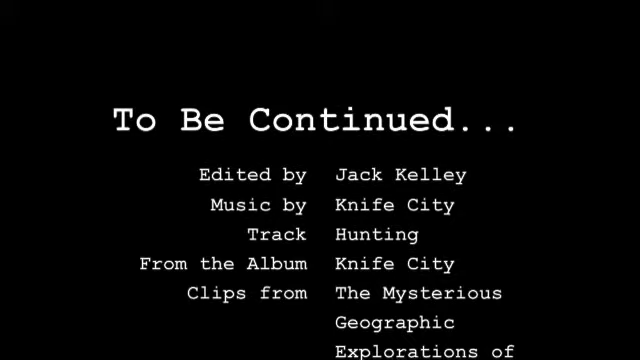 To Be Continued...
Edited by Jack Kelley
Music by Knife City
Track Hunting
From the Album Knife City
Clips from The Mysterious
Geographic
Explorations of